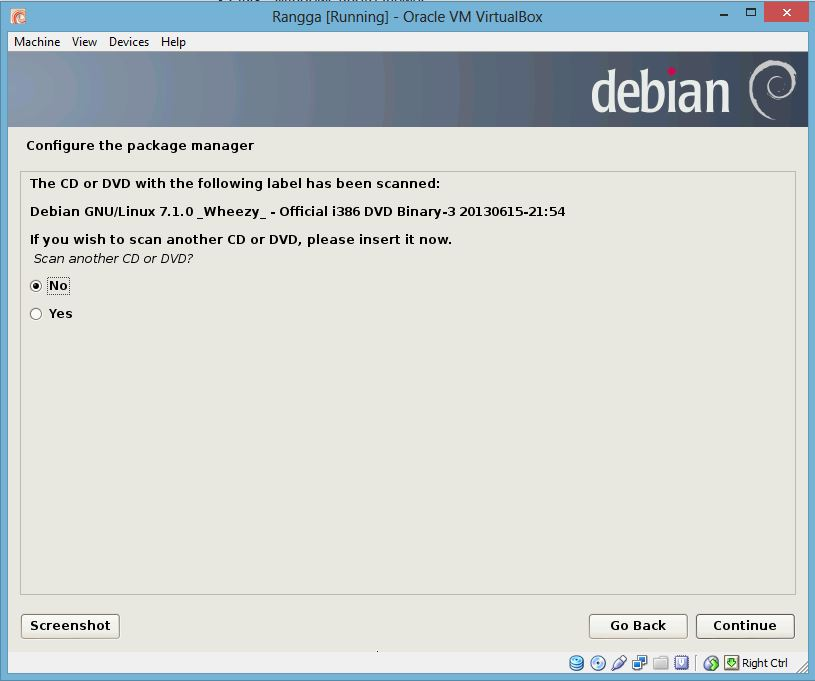 Rangga [Running] - Oracle VM VirtualBox
Machine View Devices Help
debian
Configure the package manager
The CD or DVD with the following label has been scanned:
Debian GNU/Linux 7.1.0 _Wheezy_ - Official i386 DVD Binary-3 20130615-21:54
If you wish to scan another CD or DVD, please insert it now.
Scan another CD or DVD?
No
Yes
Screenshot Go Back Continue
Right Ctrl